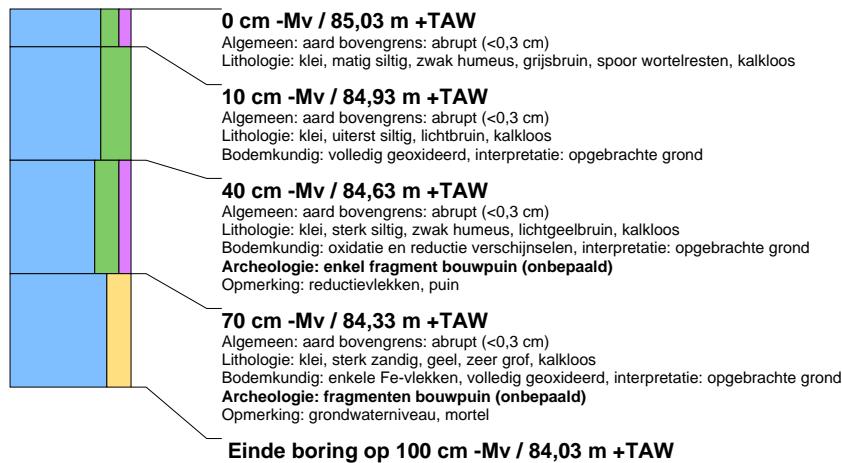 0 cm -Mv / 85,03 m +TAW
Algemeen: aard bovengrens: abrupt (<0,3 cm)
Lithologie: klei, matig siltig, zwak humeus, grijsbruin, spoor wortelresten, kalkloos
10 cm -Mv / 84,93 m +TAW
Algemeen: aard bovengrens: abrupt (<0,3 cm)
Lithologie: klei, uiterst siltig, lichtbruin, kalkloos
Bodemkundig: volledig geoxideerd, interpretatie: opgebrachte grond
40 cm -Mv / 84,63 m +TAW
Algemeen: aard bovengrens: abrupt (<0,3 cm)
Lithologie: klei, sterk siltig, zwak humeus, lichtgeelbruin, kalkloos
Bodemkundig: oxidatie en reductie verschijnselen, interpretatie: opgebrachte grond
Archeologie: enkel fragment bouwpuin (onbepaald)
Opmerking: reductievlekken, puin
70 cm -Mv / 84,33 m +TAW
Algemeen: aard bovengrens: abrupt (<0,3 cm)
Lithologie: klei, sterk zandig, geel, zeer grof, kalkloos
Bodemkundig: enkele Fe-vlekken, volledig geoxideerd, interpretatie: opgebrachte grond
Archeologie: fragmenten bouwpuin (onbepaald)
Opmerking: grondwaterniveau, mortel
Einde boring op 100 cm -Mv / 84,03 m +TAW